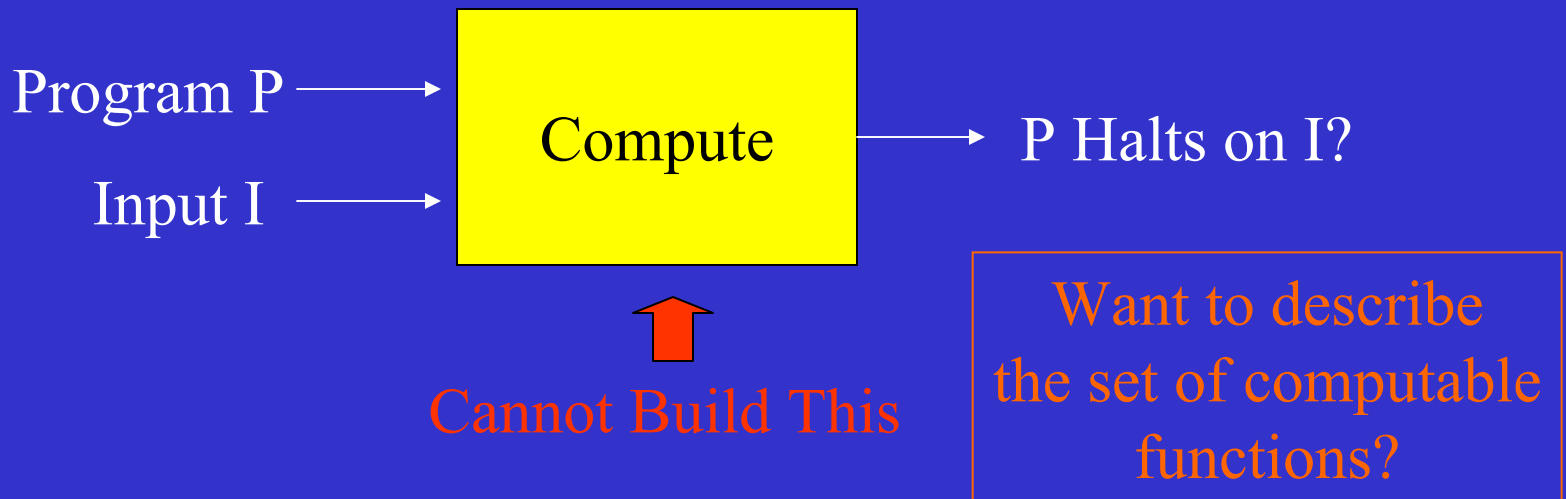 Program P
Input I
Compute
P Halts on I?
Cannot Build This
Want to describe
the set of computable
functions?